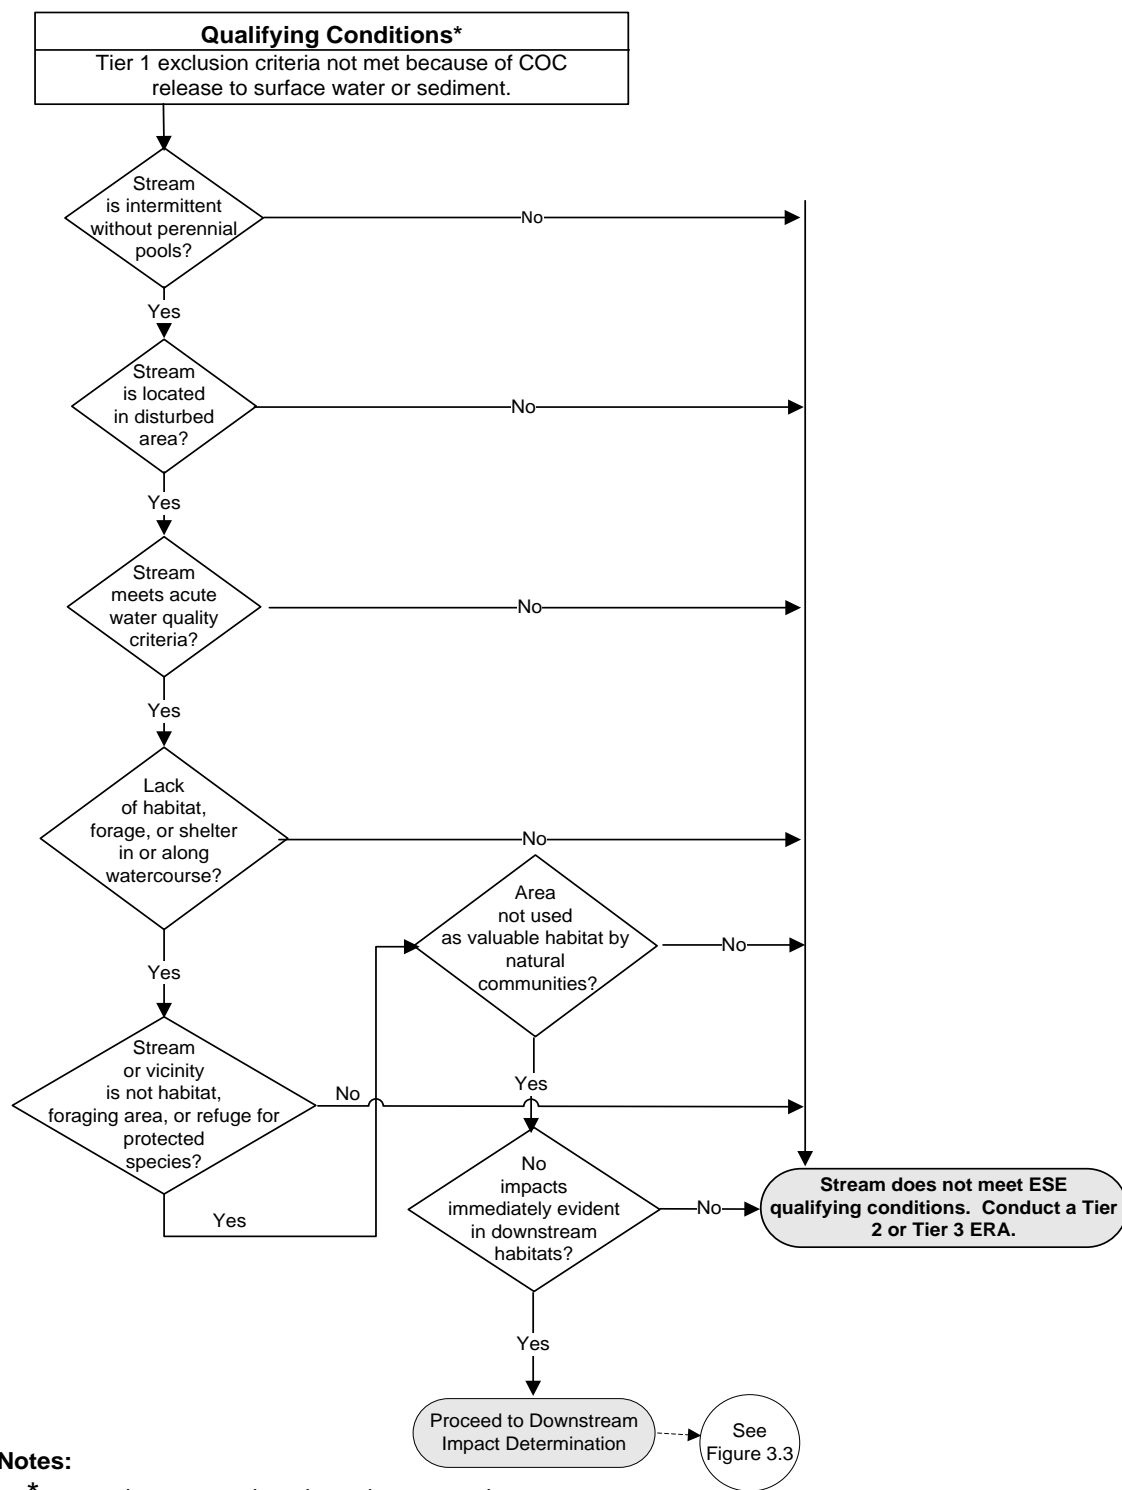 Qualifying Conditions*
Tier 1 exclusion criteria not met because of COC
release to surface water or sediment.
Stream
is intermittent
without perennial
pools?
No
Yes
Stream
is located
in disturbed
area?
No
Yes
Stream
meets acute
water quality
criteria?
No
Yes
Lack
of habitat,
forage, or shelter
in or along
watercourse?
No
Yes
Area
not used
as valuable habitat by
natural
communities?
No
Yes
Stream
or vicinity
is not habitat,
foraging area, or refuge for
protected
species?
No
Yes
No
impacts
immediately evident
in downstream
habitats?
No
Stream does not meet ESE
qualifying conditions. Conduct a Tier
2 or Tier 3 ERA.
Yes
Proceed to Downstream
Impact Determination
See
Figure 3.3
Notes:
*